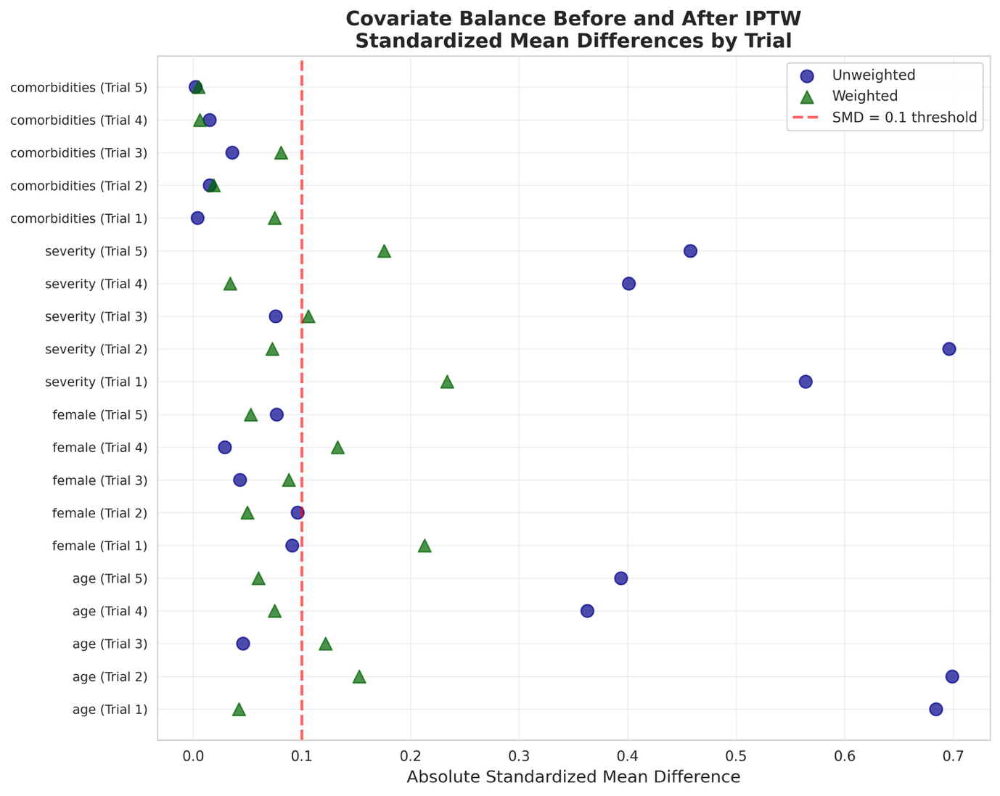 Covariate Balance Before and After IPTW
Standardized Mean Differences by Trial
Unweighted
Weighted
SMD = 0.1 threshold
comorbidities (Trial 5)
comorbidities (Trial 4)
comorbidities (Trial 3)
comorbidities (Trial 2)
comorbidities (Trial 1)
severity (Trial 5)
severity (Trial 4)
severity (Trial 3)
severity (Trial 2)
severity (Trial 1)
female (Trial 5)
female (Trial 4)
female (Trial 3)
female (Trial 2)
female (Trial 1)
age (Trial 5)
age (Trial 4)
age (Trial 3)
age (Trial 2)
age (Trial 1)
0.0 0.1 0.2 0.3 0.4 0.5 0.6 0.7
Absolute Standardized Mean Difference